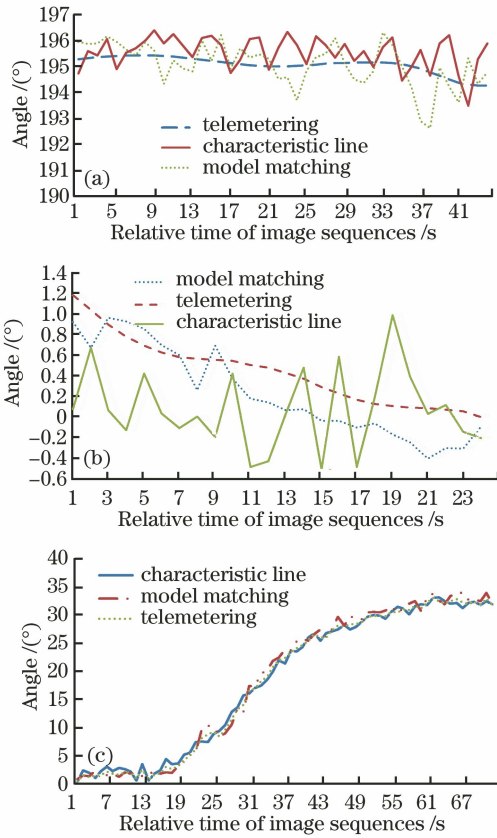 197
196
195
194
193
192
191
190
Angle /(°)
telemetering
characteristic line
model matching
(a)
1 5 9 13 17 21 25 29 33 37 41
Relative time of image sequences /s
1.4
1.2
1.0
0.8
0.6
0.4
0.2
0
−0.2
−0.4
−0.6
Angle /(°)
model matching
telemetering
characteristic line
(b)
1 3 5 7 9 11 13 15 17 19 21 23
Relative time of image sequences /s
40
35
30
25
20
15
10
5
0
Angle /(°)
characteristic line
model matching
telemetering
(c)
1 7 13 19 25 31 37 43 49 55 61 67
Relative time of image sequences /s